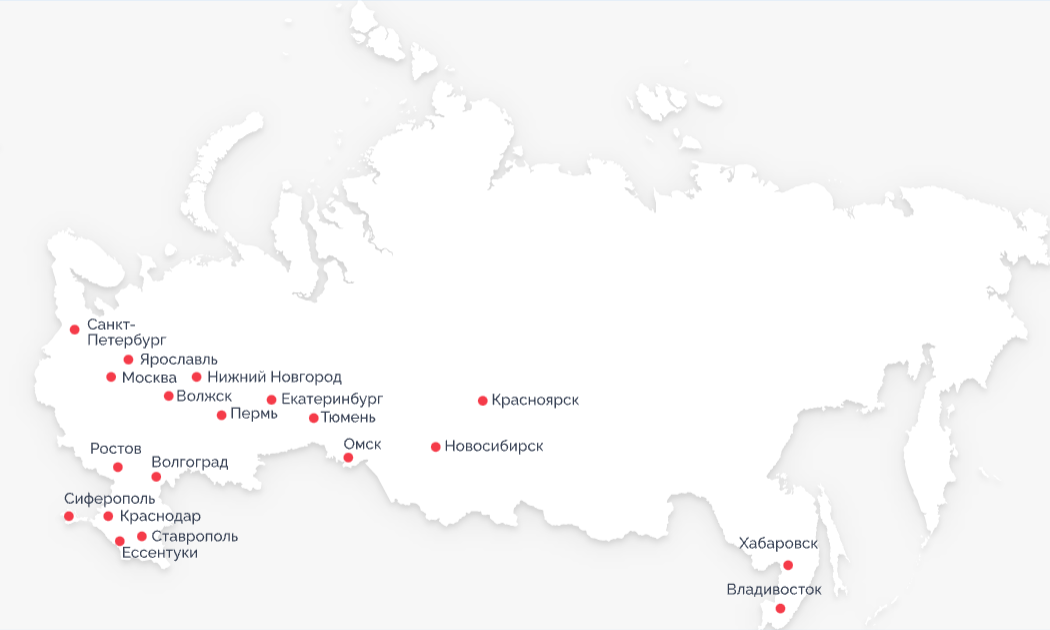 Санкт-
Петербург
Ярославль
Москва
Нижний Новгород
Волжск
Екатеринбург
Красноярск
Пермь
Тюмень
Омск
Новосибирск
Ростов
Волгоград
Сиферополь
Краснодар
Ставрополь
Ессентуки
Хабаровск
Владивосток